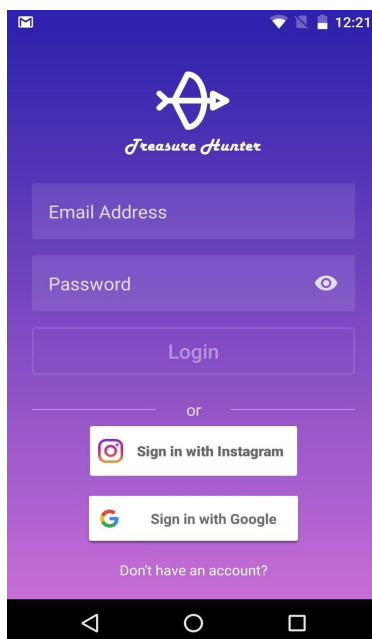 12:21
Treasure Hunter
Email Address
Password
Login
or
Sign in with Instagram
Sign in with Google
Don't have an account?